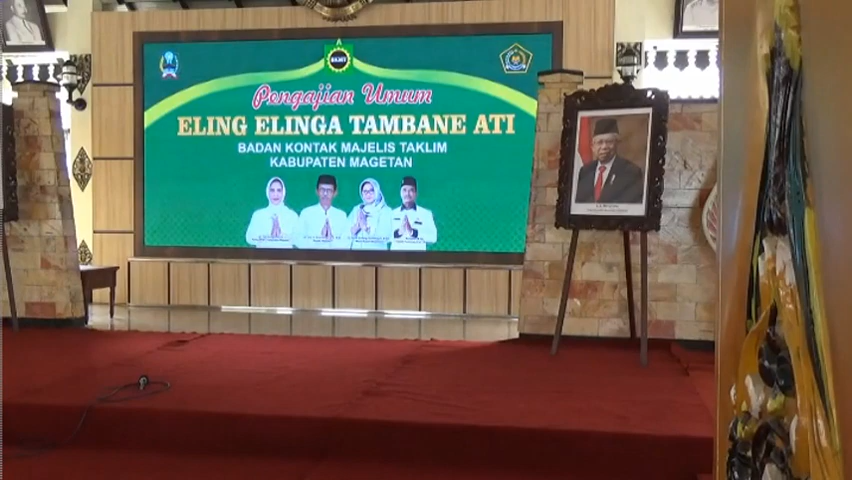 BKMT
Pengajian Umum
ELING ELINGA TAMBANE ATI
BADAN KONTAK MAJELIS TAKLIM
KABUPATEN MAGETAN